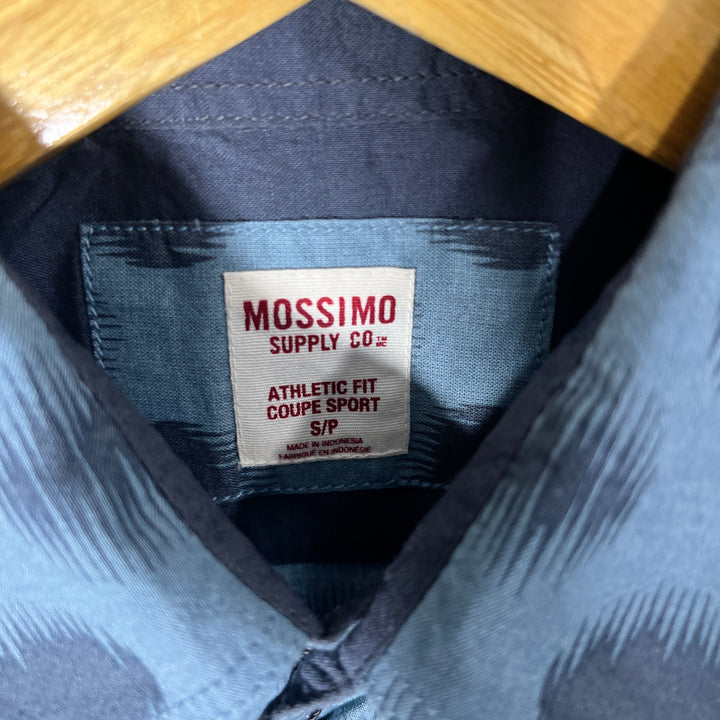 MOSSIMO
SUPPLY CO ™ MC
ATHLETIC FIT
COUPE SPORT
S/P
MADE IN INDONESIA
FABRIQUÉ EN INDONÉSIE